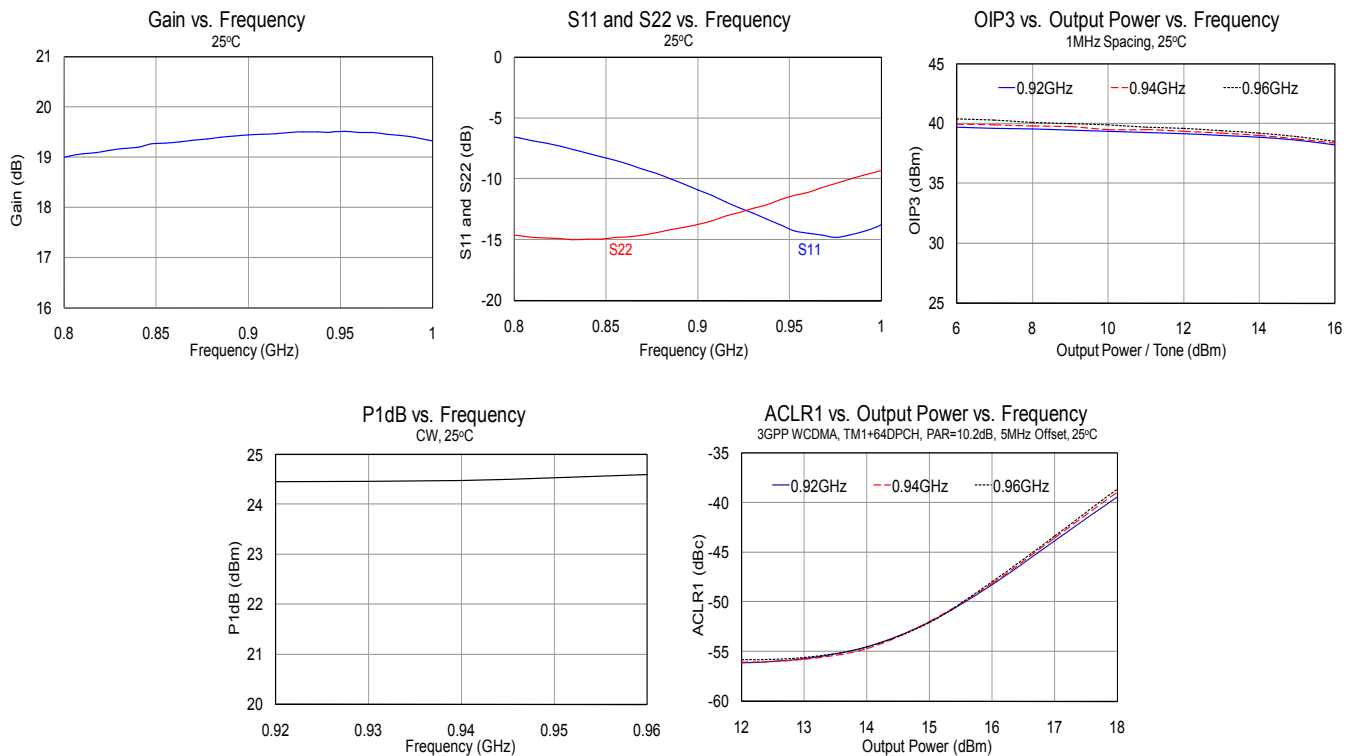 Gain vs. Frequency
25ºC
Gain (dB)
21
20
19
18
17
16
0.8 0.85 0.9 0.95 1
Frequency (GHz)
S11 and S22 vs. Frequency
25ºC
S11 and S22 (dB)
0
-5
-10
-15
-20
S22
S11
0.8 0.85 0.9 0.95 1
Frequency (GHz)
OIP3 vs. Output Power vs. Frequency
1MHz Spacing, 25ºC
OIP3 (dBm)
45
40
35
30
25
0.92GHz 0.94GHz 0.96GHz
6 8 10 12 14 16
Output Power / Tone (dBm)
P1dB vs. Frequency
CW, 25ºC
P1dB (dBm)
25
24
23
22
21
20
0.92 0.93 0.94 0.95 0.96
Frequency (GHz)
ACLR1 vs. Output Power vs. Frequency
3GPP WCDMA, TM1+64DPCH, PAR=10.2dB, 5MHz Offset, 25ºC
ACLR1 (dBc)
-35
-40
-45
-50
-55
-60
0.92GHz 0.94GHz 0.96GHz
12 13 14 15 16 17 18
Output Power (dBm)